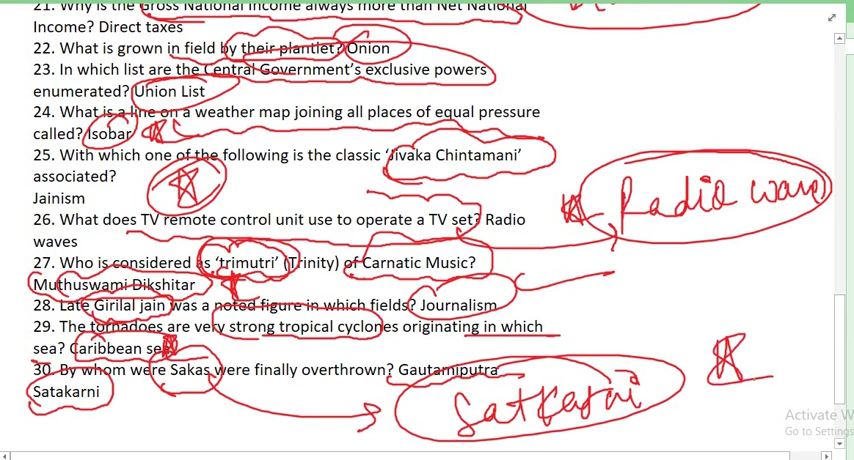 21. Why is the Gross National Income always more than Net National
Income? Direct taxes
22. What is grown in field by their plantlet? Onion
23. In which list are the Central Government's exclusive powers
enumerated? Union List
24. What is a line on a weather map joining all places of equal pressure
called? Isobar
25. With which one of the following is the classic 'Jivaka Chintamani'
associated?
Jainism
Radio waves
26. What does TV remote control unit use to operate a TV set? Radio
waves
27. Who is considered as 'trimutri' (Trinity) of Carnatic Music?
Muthuswami Dikshitar
28. Late Girilal jain was a noted figure in which fields? Journalism
29. The tornadoes are very strong tropical cyclones originating in which
sea? Caribbean sea
30. By whom were Sakas were finally overthrown? Gautamiputra
Satakarni
Satkarni
Activate W
Go to Settings